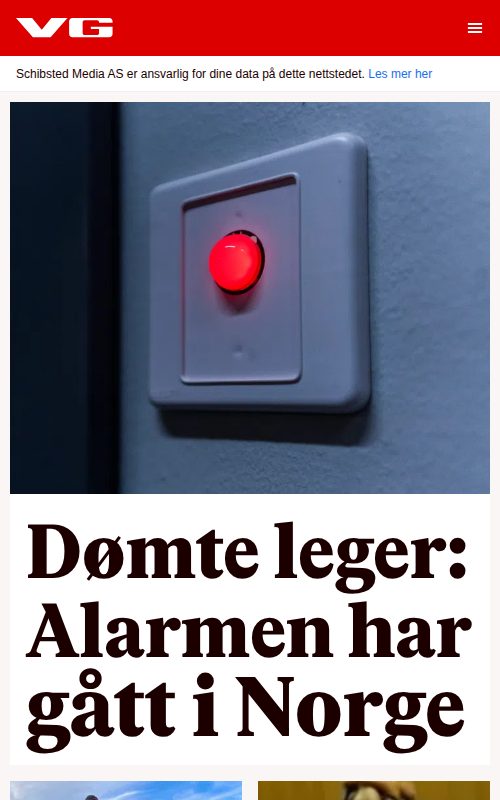 VG
Schibsted Media AS er ansvarlig for dine data på dette nettstedet. Les mer her
Dømte leger:
Alarmen har
gått i Norge